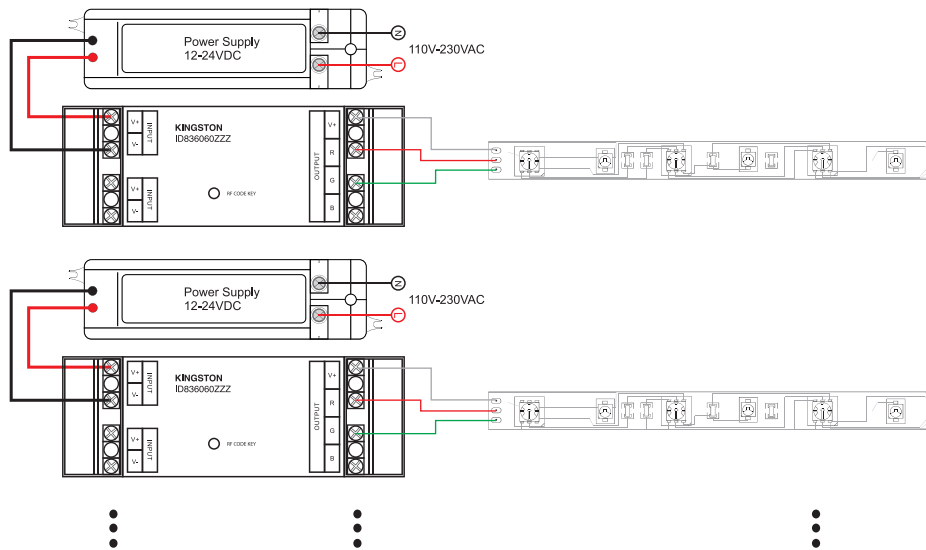 Power Supply
12-24VDC
N
110V-230VAC
L
KINGSTON
ID836060ZZZ
V+
V-
INPUT
V+
V-
INPUT
RF CODE KEY
OUTPUT
V+
R
G
B
Power Supply
12-24VDC
N
110V-230VAC
L
KINGSTON
ID836060ZZZ
V+
V-
INPUT
V+
V-
INPUT
RF CODE KEY
OUTPUT
V+
R
G
B